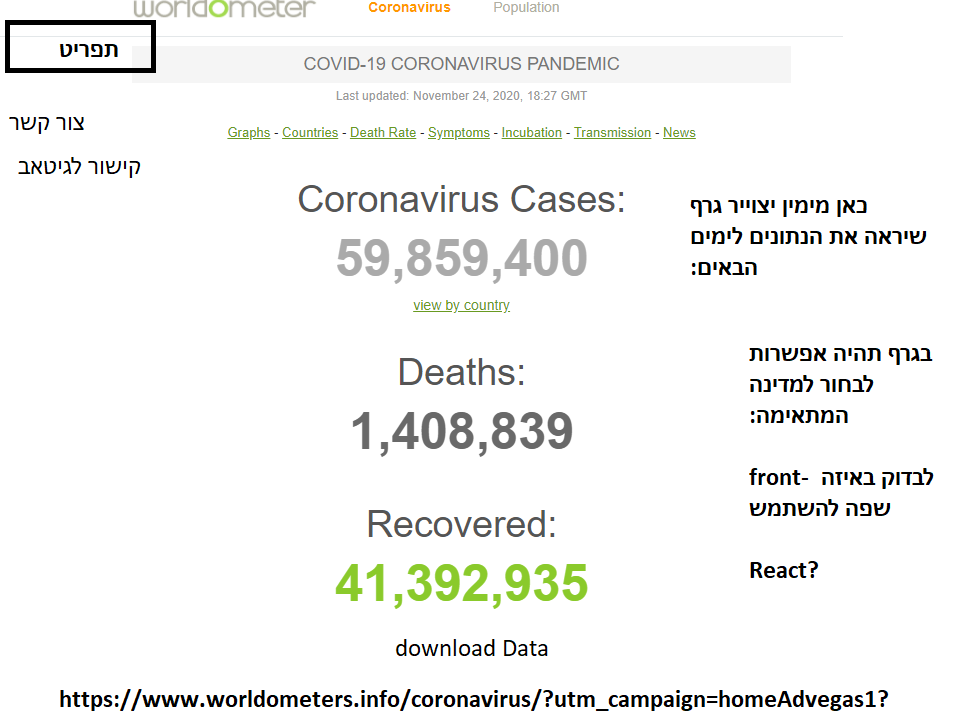 worldometer
Coronavirus Population
תפריט
COVID-19 CORONAVIRUS PANDEMIC
Last updated: November 24, 2020, 18:27 GMT
צור קשר
Graphs - Countries - Death Rate - Symptoms - Incubation - Transmission - News
קישור לגיטאב
Coronavirus Cases:
59,859,400
view by country
כאן מימין יצוייר גרף
שיראה את הנתונים לימים
הבאים:
Deaths:
1,408,839
בגרף תהיה אפשרות
לבחור למדינה
המתאימה:
לבדוק באיזה front-
שפה להשתמש
React?
Recovered:
41,392,935
download Data
https://www.worldometers.info/coronavirus/?utm_campaign=homeAdvegas1?